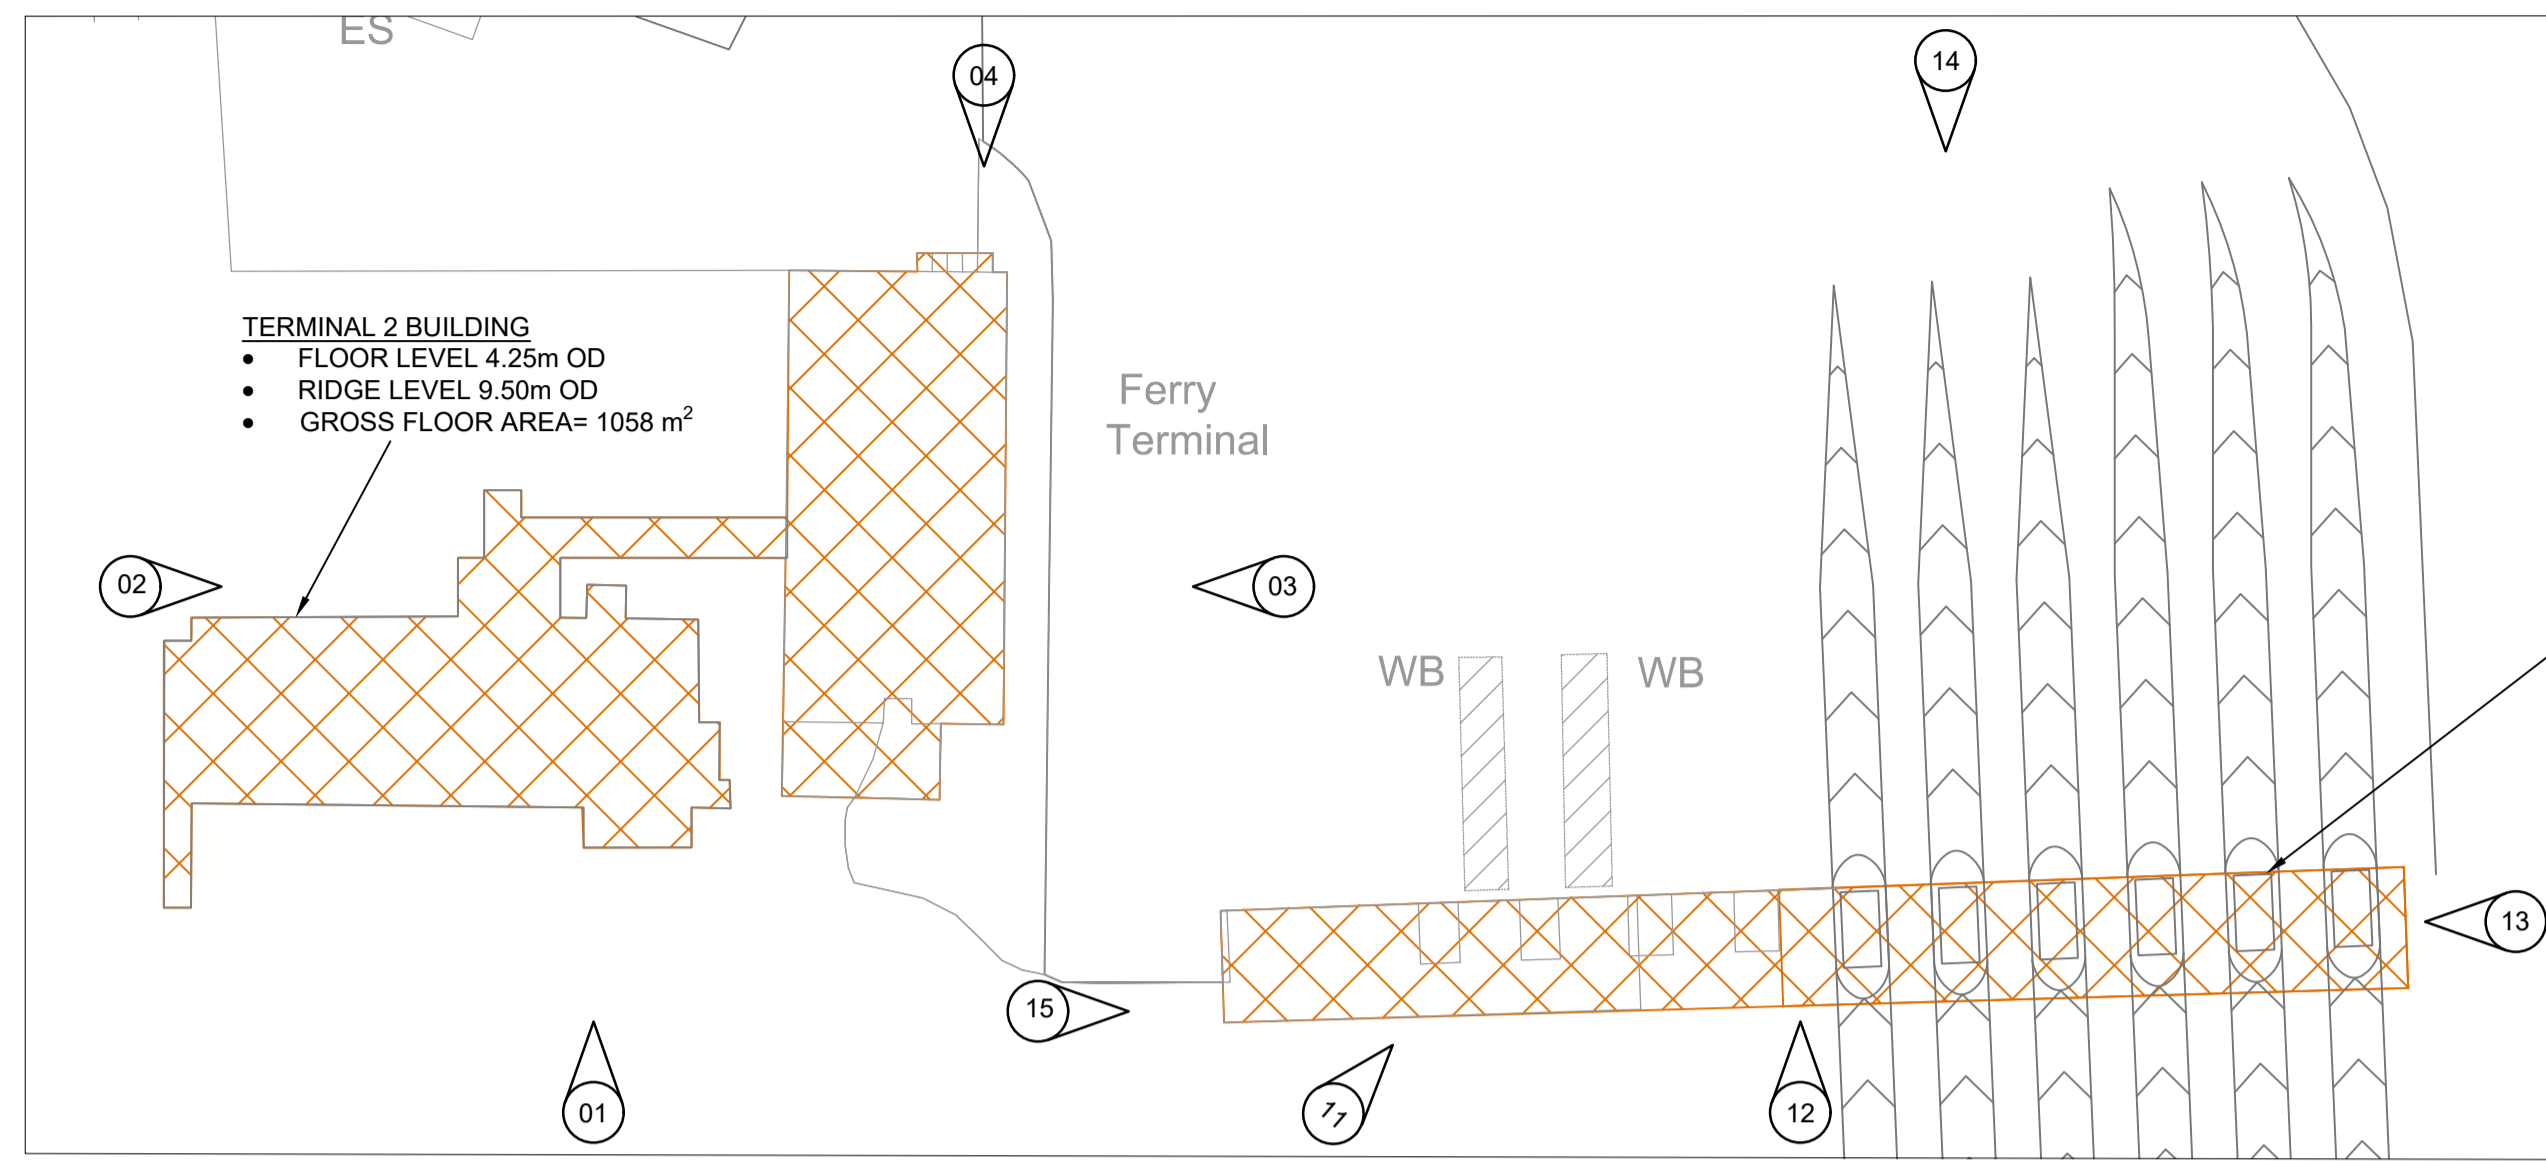 ES
04
14
TERMINAL 2 BUILDING
• FLOOR LEVEL 4.25m OD
• RIDGE LEVEL 9.50m OD
• GROSS FLOOR AREA= 1058 m²
Ferry
Terminal
02
03
WB
WB
13
15
01
11
12